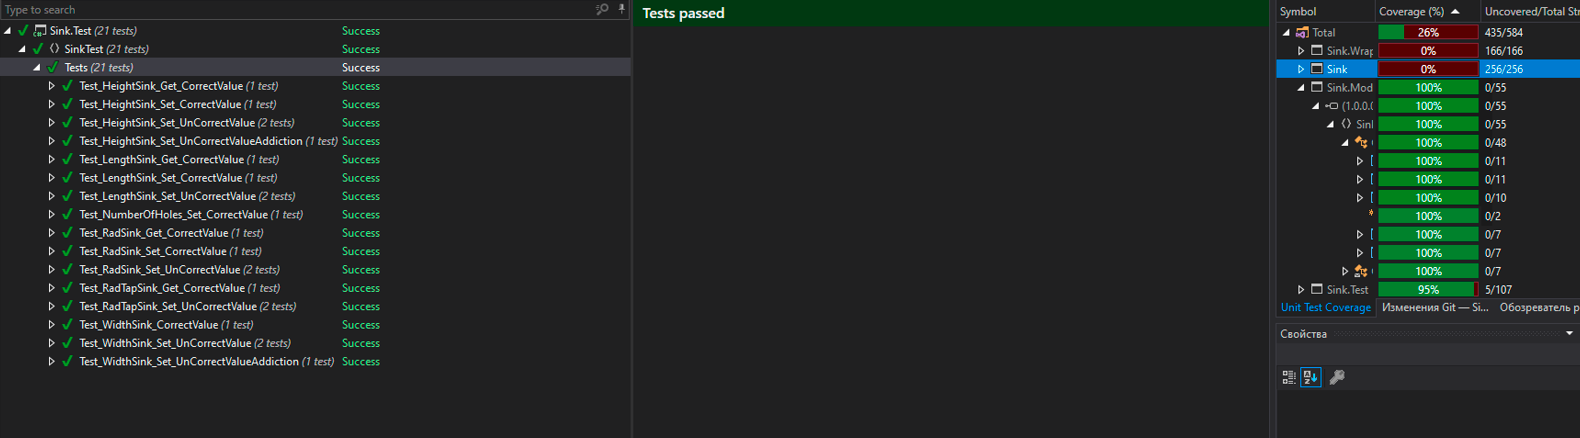 Type to search
Sink.Test (21 tests) Success
SinkTest (21 tests) Success
Tests (21 tests) Success
Test_HeightSink_Get_CorrectValue (1 test) Success
Test_HeightSink_Set_CorrectValue (1 test) Success
Test_HeightSink_Set_UnCorrectValue (2 tests) Success
Test_HeightSink_Set_UnCorrectValueAddiction (1 test) Success
Test_LengthSink_Get_CorrectValue (1 test) Success
Test_LengthSink_Set_CorrectValue (1 test) Success
Test_LengthSink_Set_UnCorrectValue (2 tests) Success
Test_NumberOfHoles_Set_CorrectValue (1 test) Success
Test_RadSink_Get_CorrectValue (1 test) Success
Test_RadSink_Set_CorrectValue (1 test) Success
Test_RadSink_Set_UnCorrectValue (2 tests) Success
Test_RadTapSink_Get_CorrectValue (1 test) Success
Test_RadTapSink_Set_UnCorrectValue (2 tests) Success
Test_WidthSink_CorrectValue (1 test) Success
Test_WidthSink_Set_UnCorrectValue (2 tests) Success
Test_WidthSink_Set_UnCorrectValueAddiction (1 test) Success
Tests passed
Symbol Coverage (%) Uncovered/Total St
Total 26% 435/584
Sink.Wrap 0% 166/166
Sink 0% 256/256
Sink.Mod 100% 0/55
(1.0.0.0 100% 0/55
Sin 100% 0/55
100% 0/48
100% 0/11
100% 0/11
100% 0/10
100% 0/2
100% 0/7
100% 0/7
100% 0/7
Sink.Test 95% 5/107
Unit Test Coverage Изменения Git — Si... Обозреватель р
Свойства